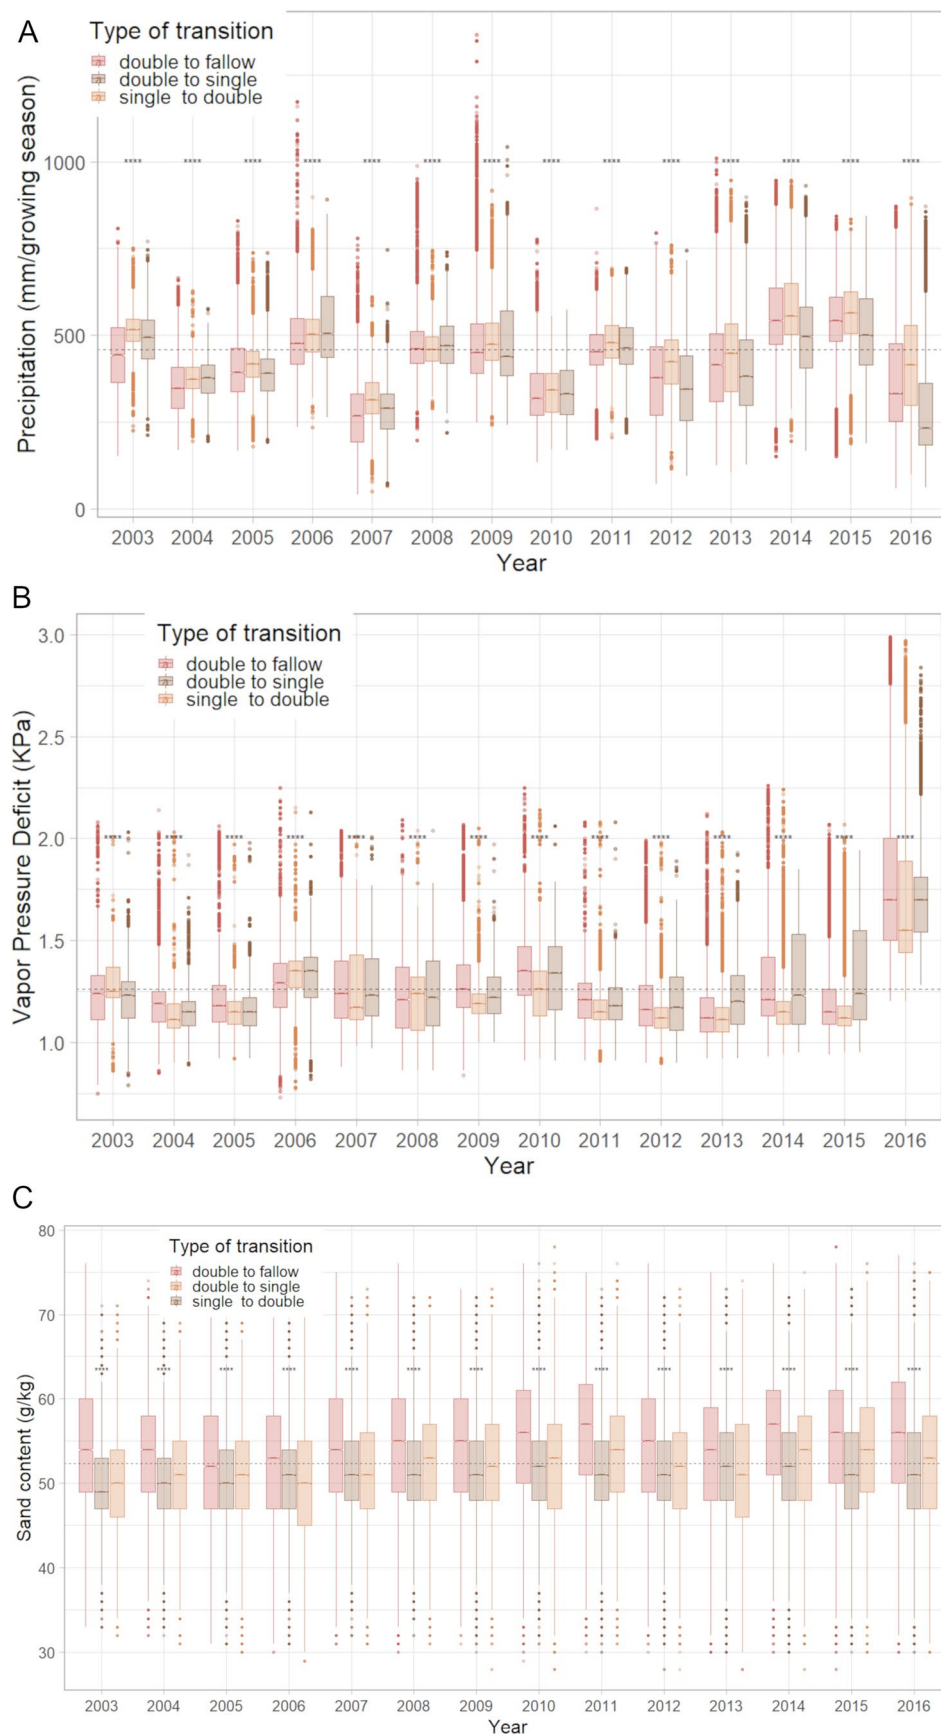 A
Type of transition
double to fallow
double to single
single to double
Precipitation (mm/growing season)
1000
500
0
**** **** **** **** **** **** **** **** **** **** **** **** **** ****
2003 2004 2005 2006 2007 2008 2009 2010 2011 2012 2013 2014 2015 2016
Year
B
Type of transition
double to fallow
double to single
single to double
Vapor Pressure Deficit (KPa)
3.0
2.5
2.0
1.5
1.0
**** **** **** **** **** **** **** **** **** **** **** **** **** ****
2003 2004 2005 2006 2007 2008 2009 2010 2011 2012 2013 2014 2015 2016
Year
C
Type of transition
double to fallow
double to single
single to double
Sand content (g/kg)
80
70
60
50
40
30
**** **** **** **** **** **** **** **** **** **** **** **** **** ****
2003 2004 2005 2006 2007 2008 2009 2010 2011 2012 2013 2014 2015 2016
Year